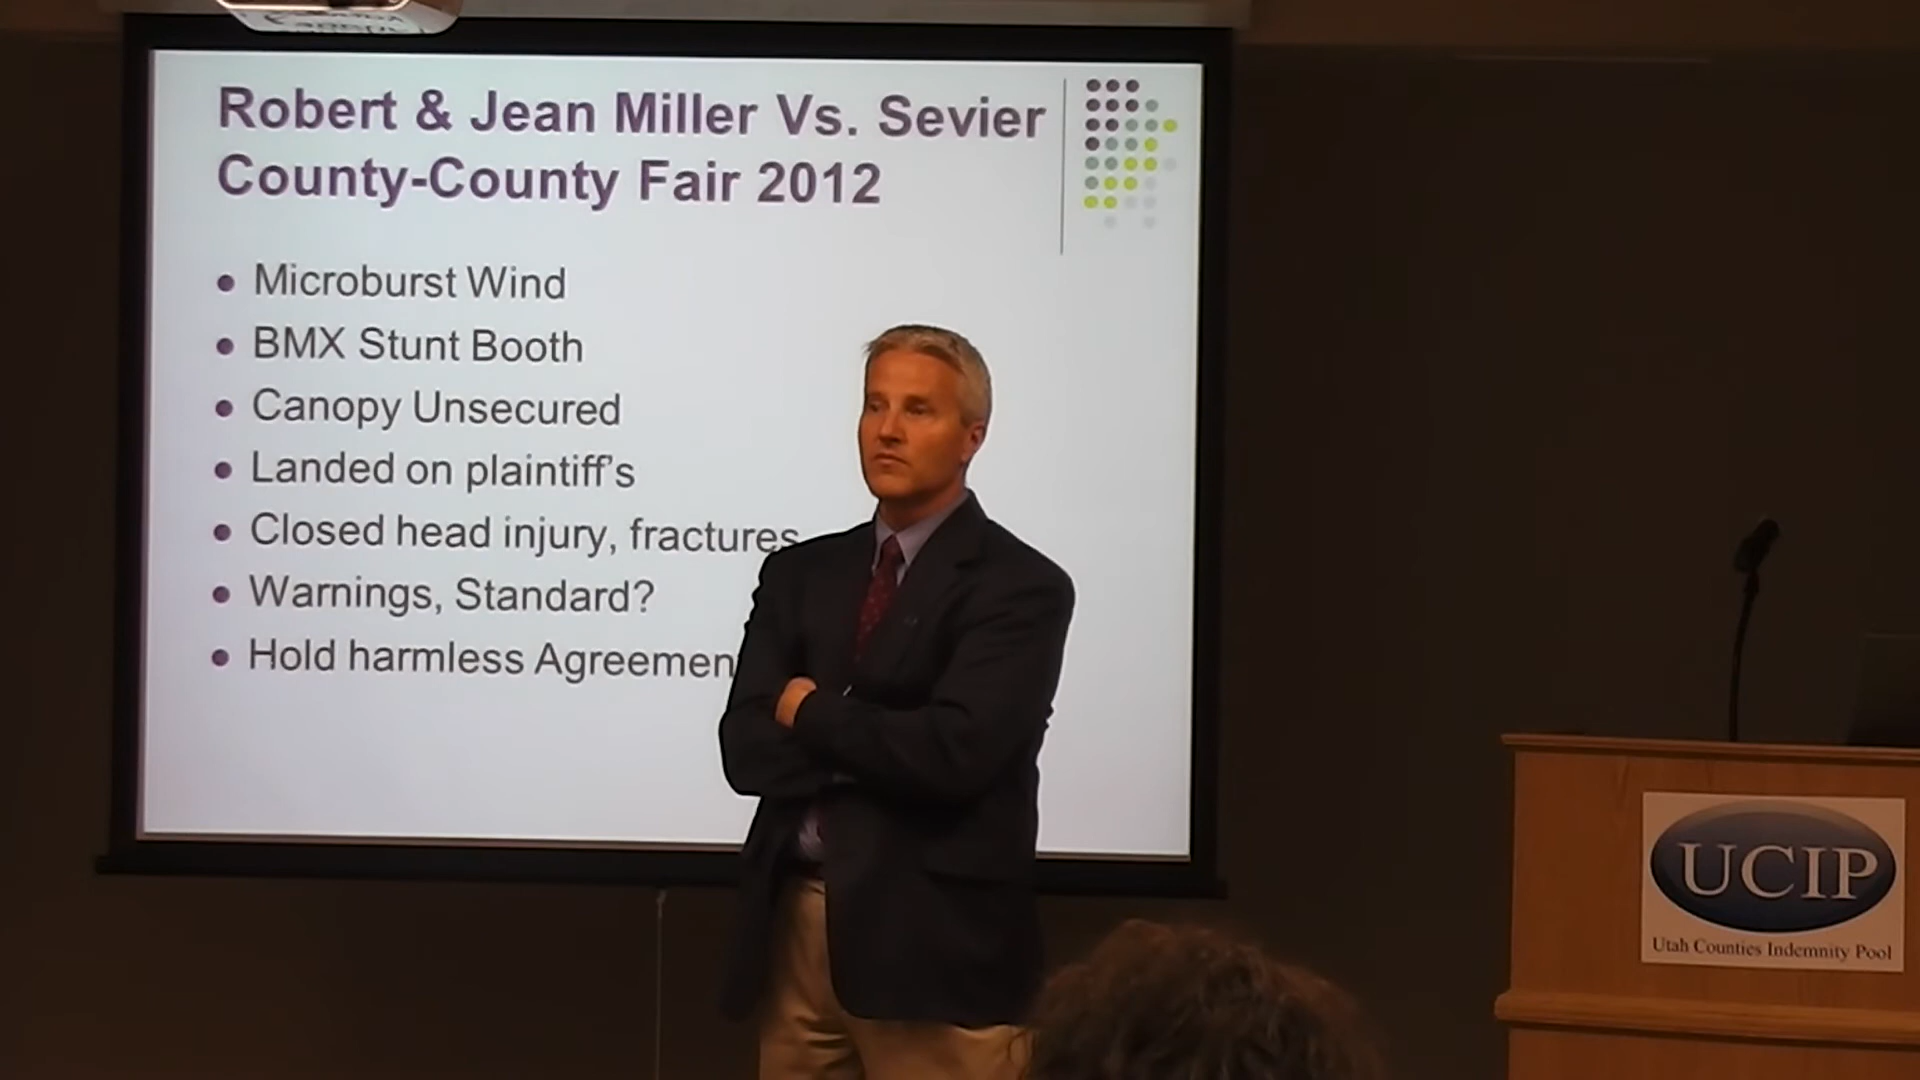 Robert & Jean Miller Vs. Sevier
County-County Fair 2012
Microburst Wind
BMX Stunt Booth
Canopy Unsecured
Landed on plaintiff's
Closed head injury, fractures
Warnings, Standard?
Hold harmless Agreemen
UCIP
Utah Counties Indemnity Pool